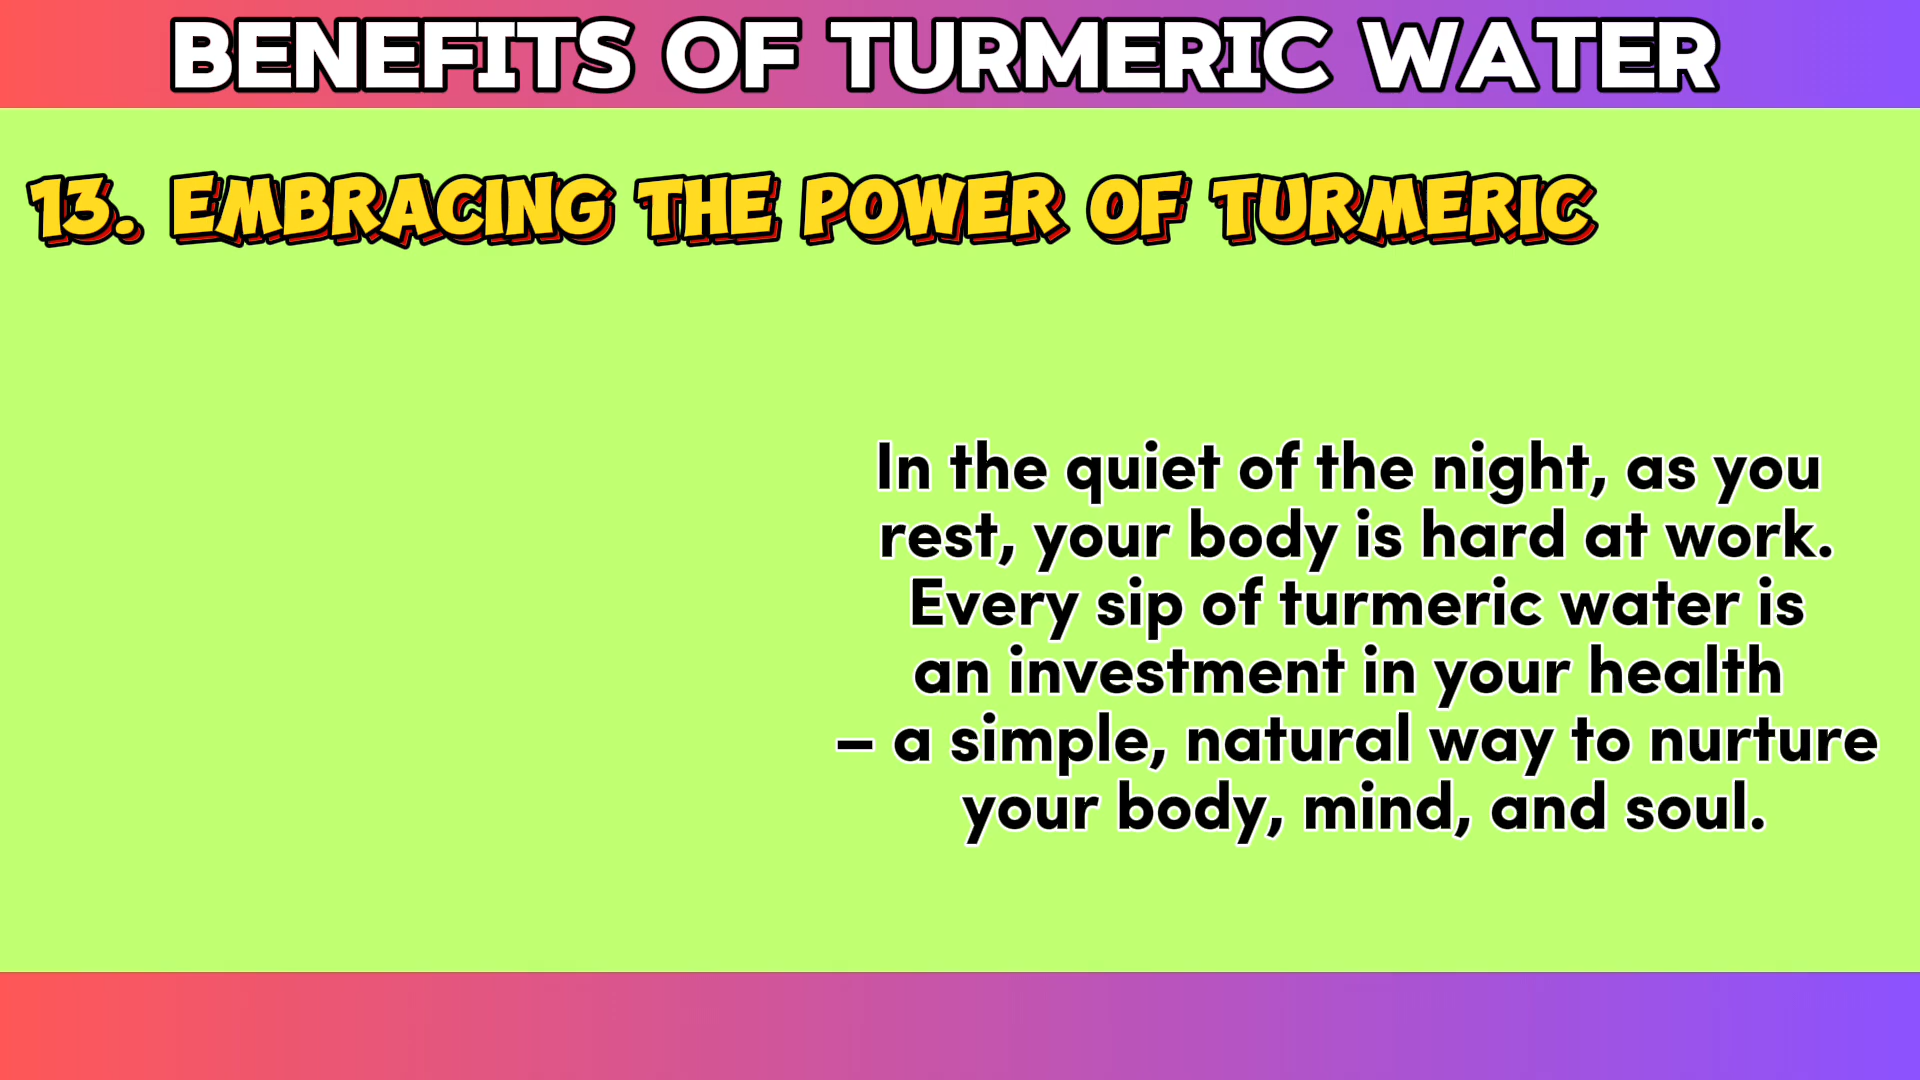 BENEFITS OF TURMERIC WATER
13. EMBRACING THE POWER OF TURMERIC
In the quiet of the night, as you
rest, your body is hard at work.
Every sip of turmeric water is
an investment in your health
– a simple, natural way to nurture
your body, mind, and soul.